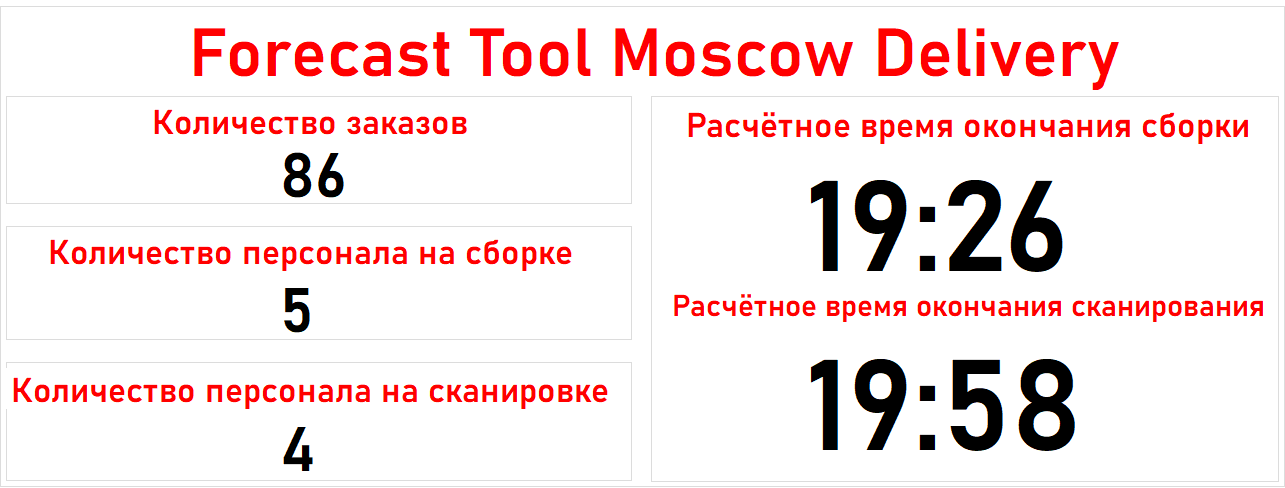 Forecast Tool Moscow Delivery
Количество заказов
86
Количество персонала на сборке
5
Количество персонала на сканировке
4
Расчётное время окончания сборки
19:26
Расчётное время окончания сканирования
19:58